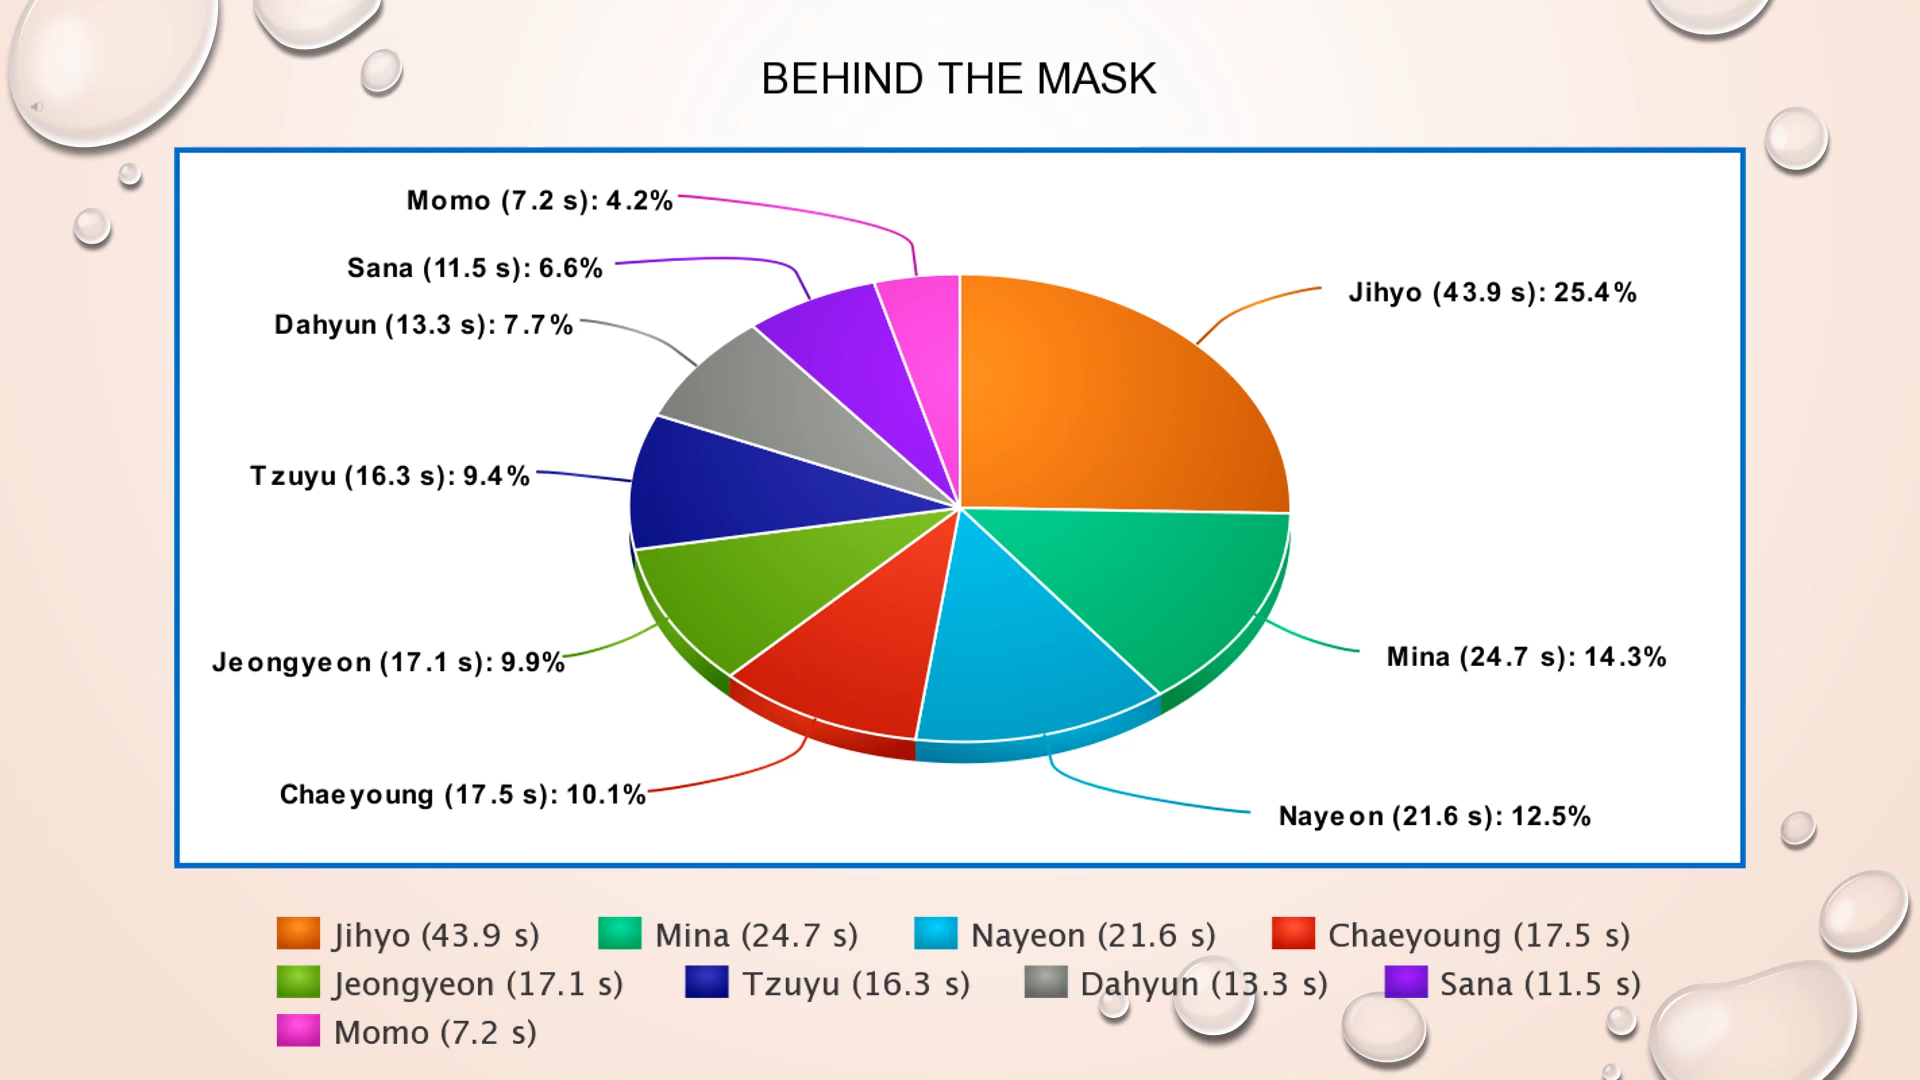 BEHIND THE MASK
Momo (7.2 s): 4.2%
Sana (11.5 s): 6.6%
Dahyun (13.3 s): 7.7%
Jihyo (43.9 s): 25.4%
Tzuyu (16.3 s): 9.4%
Jeongyeon (17.1 s): 9.9%
Mina (24.7 s): 14.3%
Chaeyoung (17.5 s): 10.1%
Nayeon (21.6 s): 12.5%
Jihyo (43.9 s) Mina (24.7 s) Nayeon (21.6 s) Chaeyoung (17.5 s)
Jeongyeon (17.1 s) Tzuyu (16.3 s) Dahyun (13.3 s) Sana (11.5 s)
Momo (7.2 s)